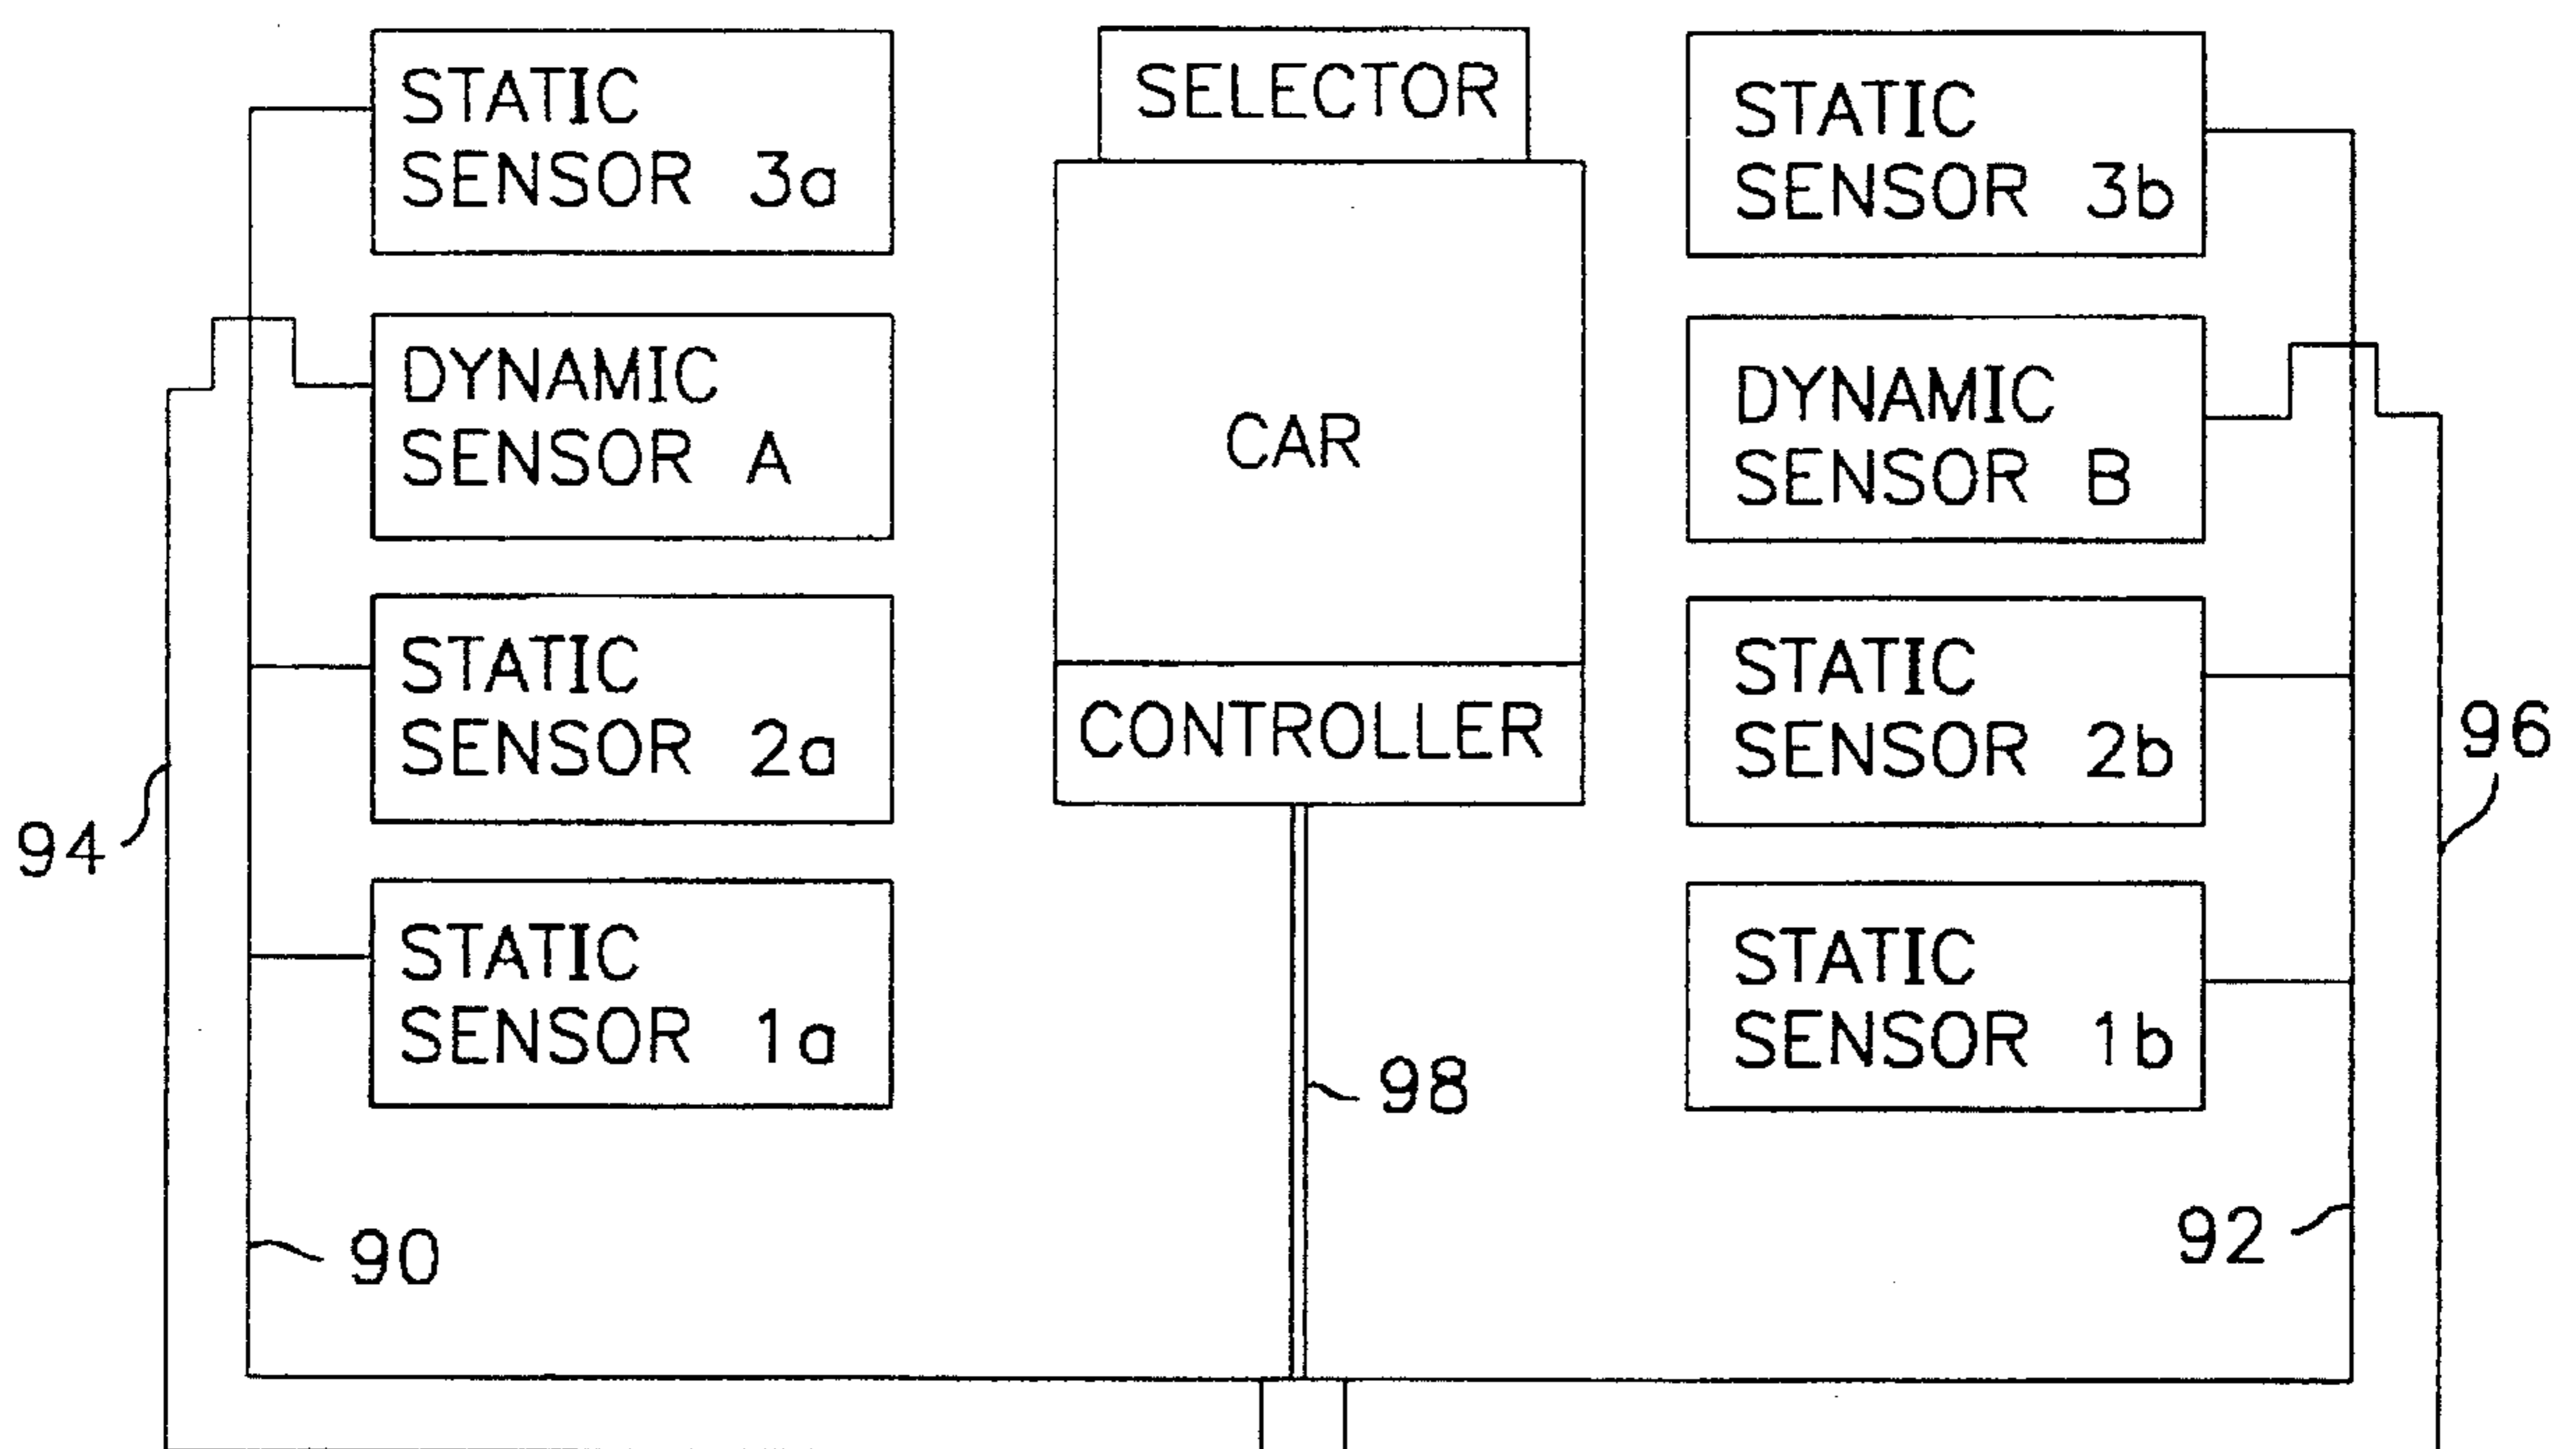 STATIC
SENSOR 3a
DYNAMIC
SENSOR A
STATIC
SENSOR 2a
STATIC
SENSOR 1a
94
90
SELECTOR
CAR
CONTROLLER
98
STATIC
SENSOR 3b
DYNAMIC
SENSOR B
STATIC
SENSOR 2b
STATIC
SENSOR 1b
96
92